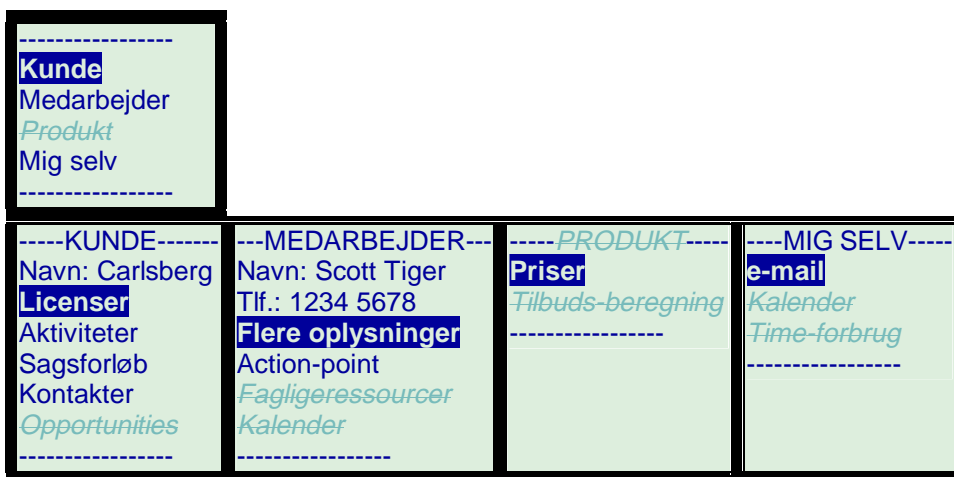 -----------------
Kunde
Medarbejder
Produkt
Mig selv
-----------------
-----KUNDE-------
Navn: Carlsberg
Licenser
Aktiviteter
Sagsforløb
Kontakter
Opportunities
-----------------
---MEDARBEJDER---
Navn: Scott Tiger
Tlf.: 1234 5678
Flere oplysninger
Action-point
Fagligeressourcer
Kalender
-----------------
-----PRODUKT-----
Priser
Tilbuds-beregning
-----------------
----MIG SELV-----
e-mail
Kalender
Time-forbrug
-----------------